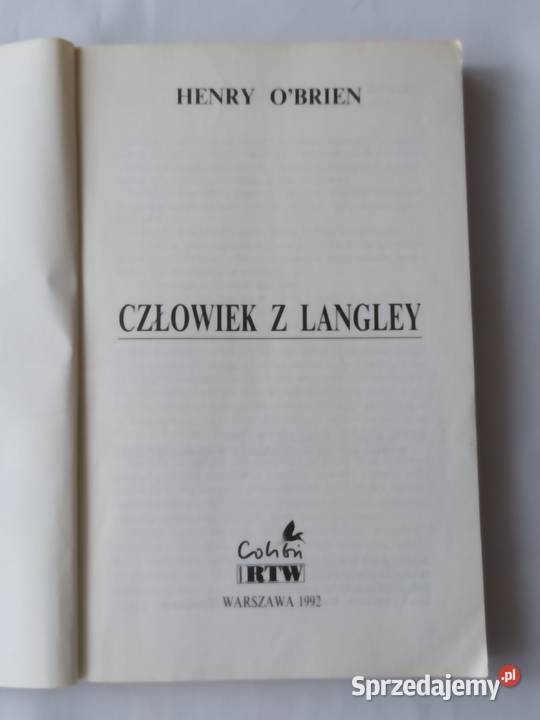 HENRY O'BRIEN
CZŁOWIEK Z LANGLEY
Colibri
RTW
WARSZAWA 1992
Sprzedajemy.pl